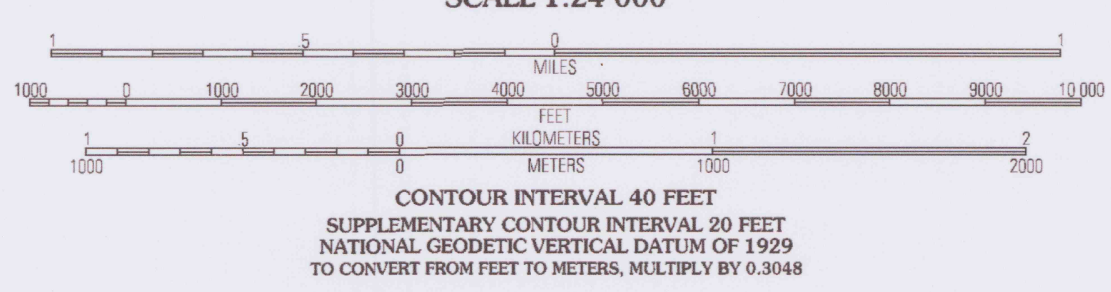 SCALE 1:24 000
1 .5 0 1
MILES
1000 0 1000 2000 3000 4000 5000 6000 7000 8000 9000 10 000
FEET
1 .5 0 KILOMETERS 1 2
1000 0 METERS 1000 2000
CONTOUR INTERVAL 40 FEET
SUPPLEMENTARY CONTOUR INTERVAL 20 FEET
NATIONAL GEODETIC VERTICAL DATUM OF 1929
TO CONVERT FROM FEET TO METERS, MULTIPLY BY 0.3048